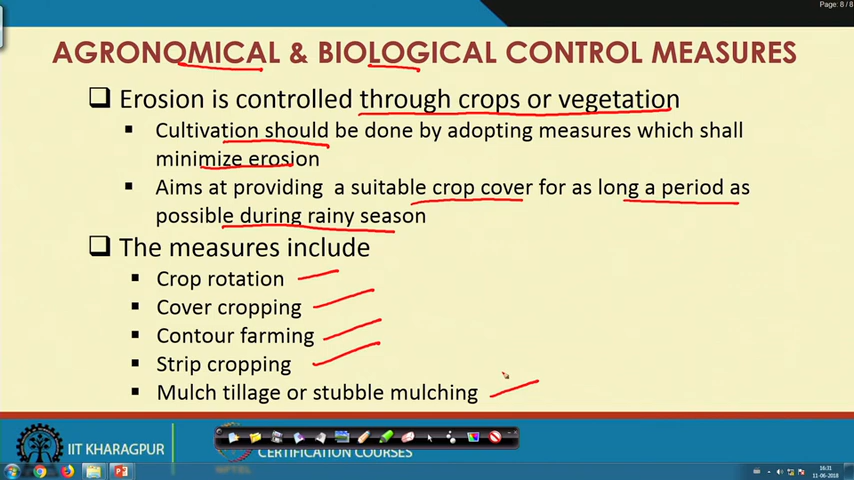 Page: 8 / 8
AGRONOMICAL & BIOLOGICAL CONTROL MEASURES
Erosion is controlled through crops or vegetation
Cultivation should be done by adopting measures which shall
minimize erosion
Aims at providing a suitable crop cover for as long a period as
possible during rainy season
The measures include
Crop rotation
Cover cropping
Contour farming
Strip cropping
Mulch tillage or stubble mulching
IIT KHARAGPUR
CERTIFICATION COURSES
16:31
11-06-2018